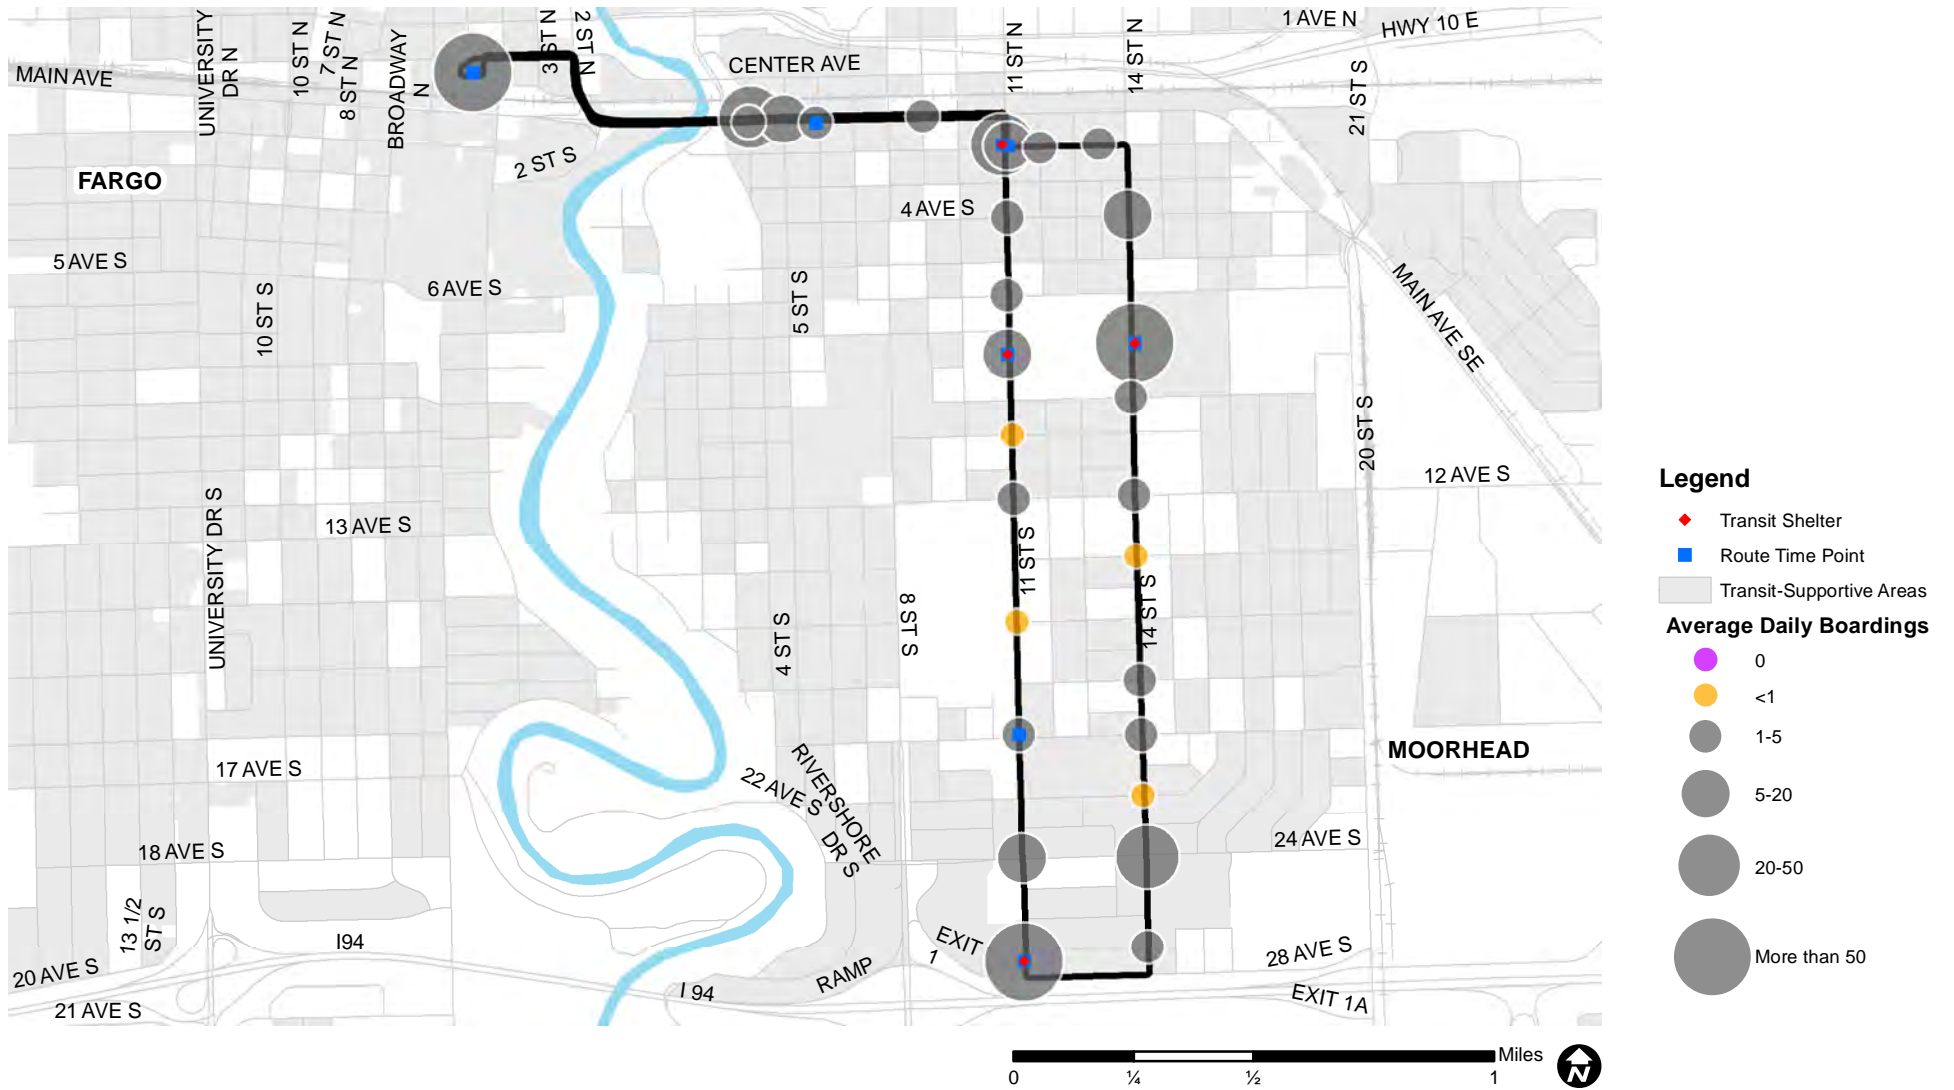 UNIVERSITY
DR N
10 ST N
7 ST N
8 ST N
BROADWAY
N
3 ST N
2 ST N
11 ST N
14 ST N
1 AVE N
HWY 10 E
MAIN AVE
CENTER AVE
21 ST S
2 ST S
FARGO
4 AVE S
5 AVE S
6 AVE S
10 ST S
5 ST S
MAIN AVE SE
20 ST S
12 AVE S
13 AVE S
UNIVERSITY DR S
11 ST S
14 ST S
4 ST S
8 ST S
MOORHEAD
17 AVE S
22 AVE S
RIVERSHORE
DR S
24 AVE S
18 AVE S
13 1/2
ST S
I94
EXIT
1
28 AVE S
20 AVE S
RAMP
I 94
EXIT 1A
21 AVE S
Legend
Transit Shelter
Route Time Point
Transit-Supportive Areas
Average Daily Boardings
0
<1
1-5
5-20
20-50
More than 50
Miles
0
¼
½
1
N